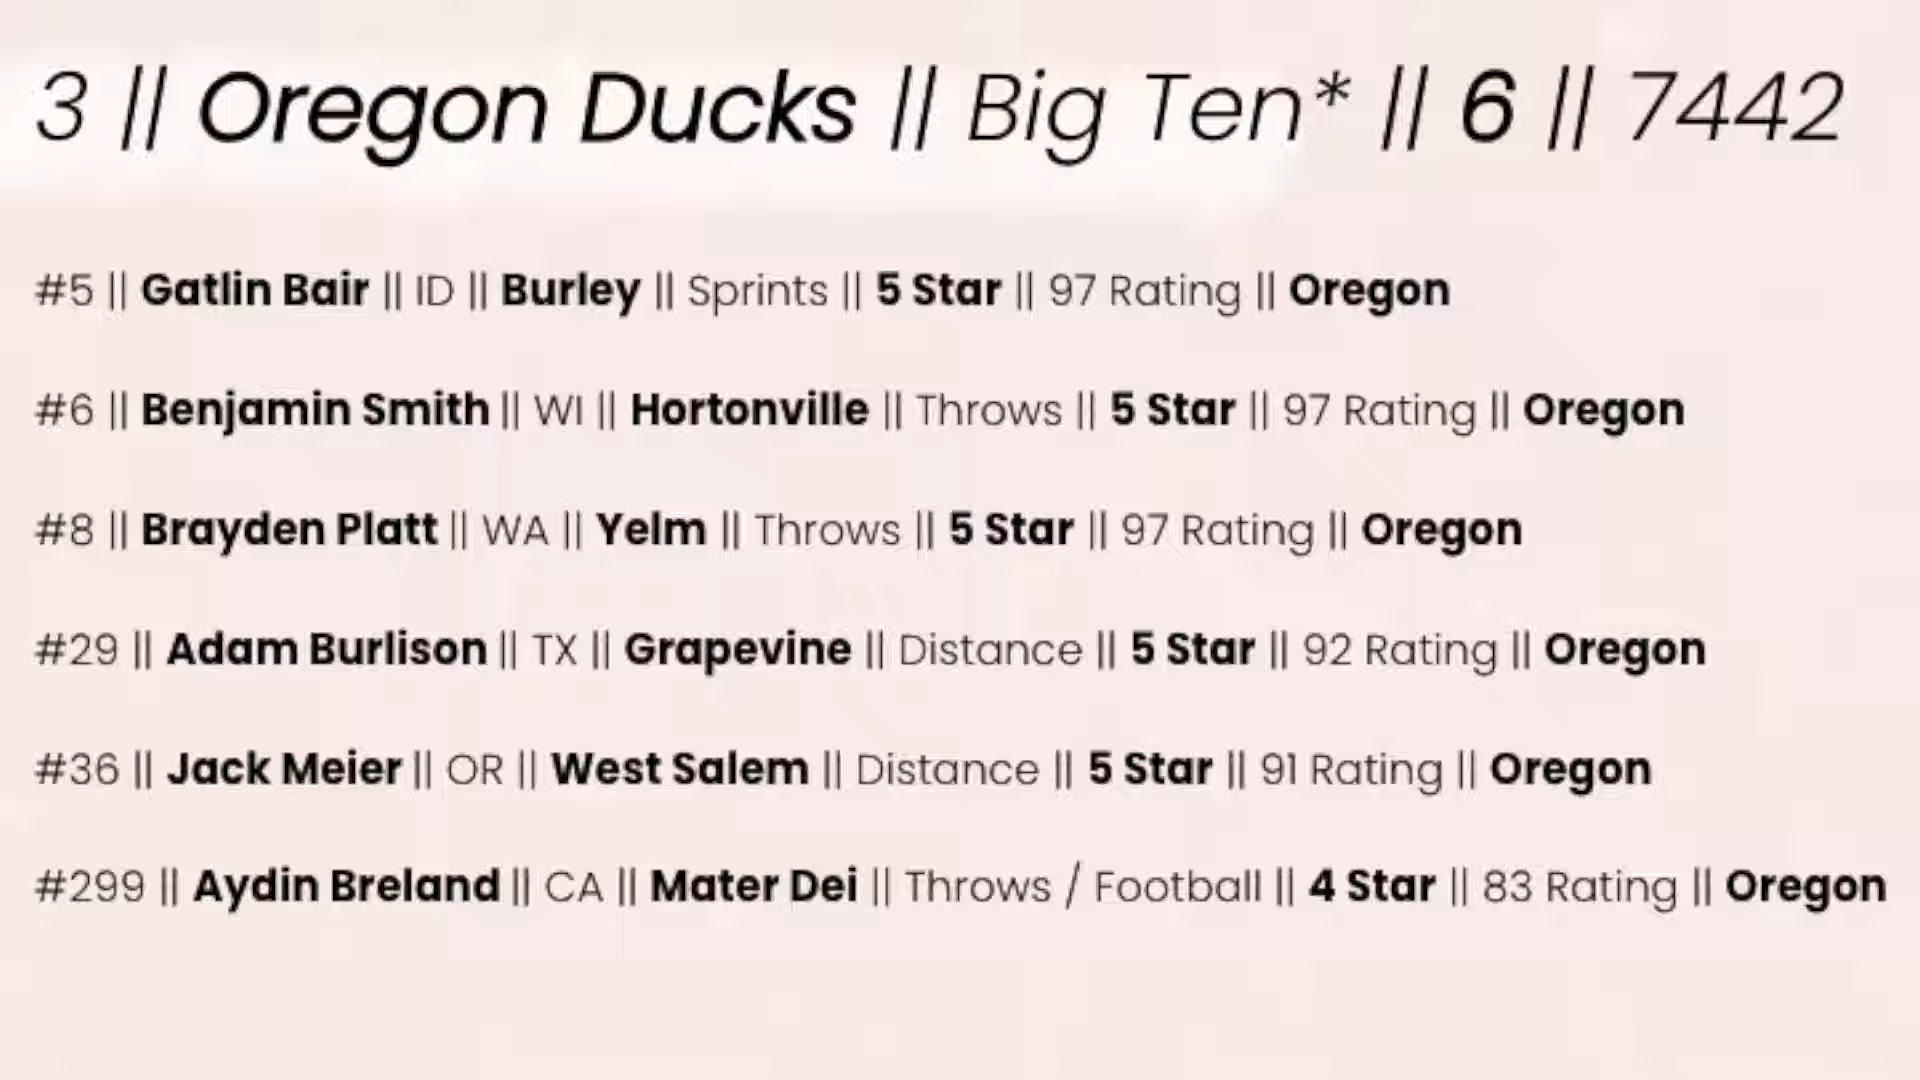 3 || Oregon Ducks || Big Ten* || 6 || 7442
#5 || Gatlin Bair || ID || Burley || Sprints || 5 Star || 97 Rating || Oregon
#6 || Benjamin Smith || WI || Hortonville || Throws || 5 Star || 97 Rating || Oregon
#8 || Brayden Platt || WA || Yelm || Throws || 5 Star || 97 Rating || Oregon
#29 || Adam Burlison || TX || Grapevine || Distance || 5 Star || 92 Rating || Oregon
#36 || Jack Meier || OR || West Salem || Distance || 5 Star || 91 Rating || Oregon
#299 || Aydin Breland || CA || Mater Dei || Throws / Football || 4 Star || 83 Rating || Oregon